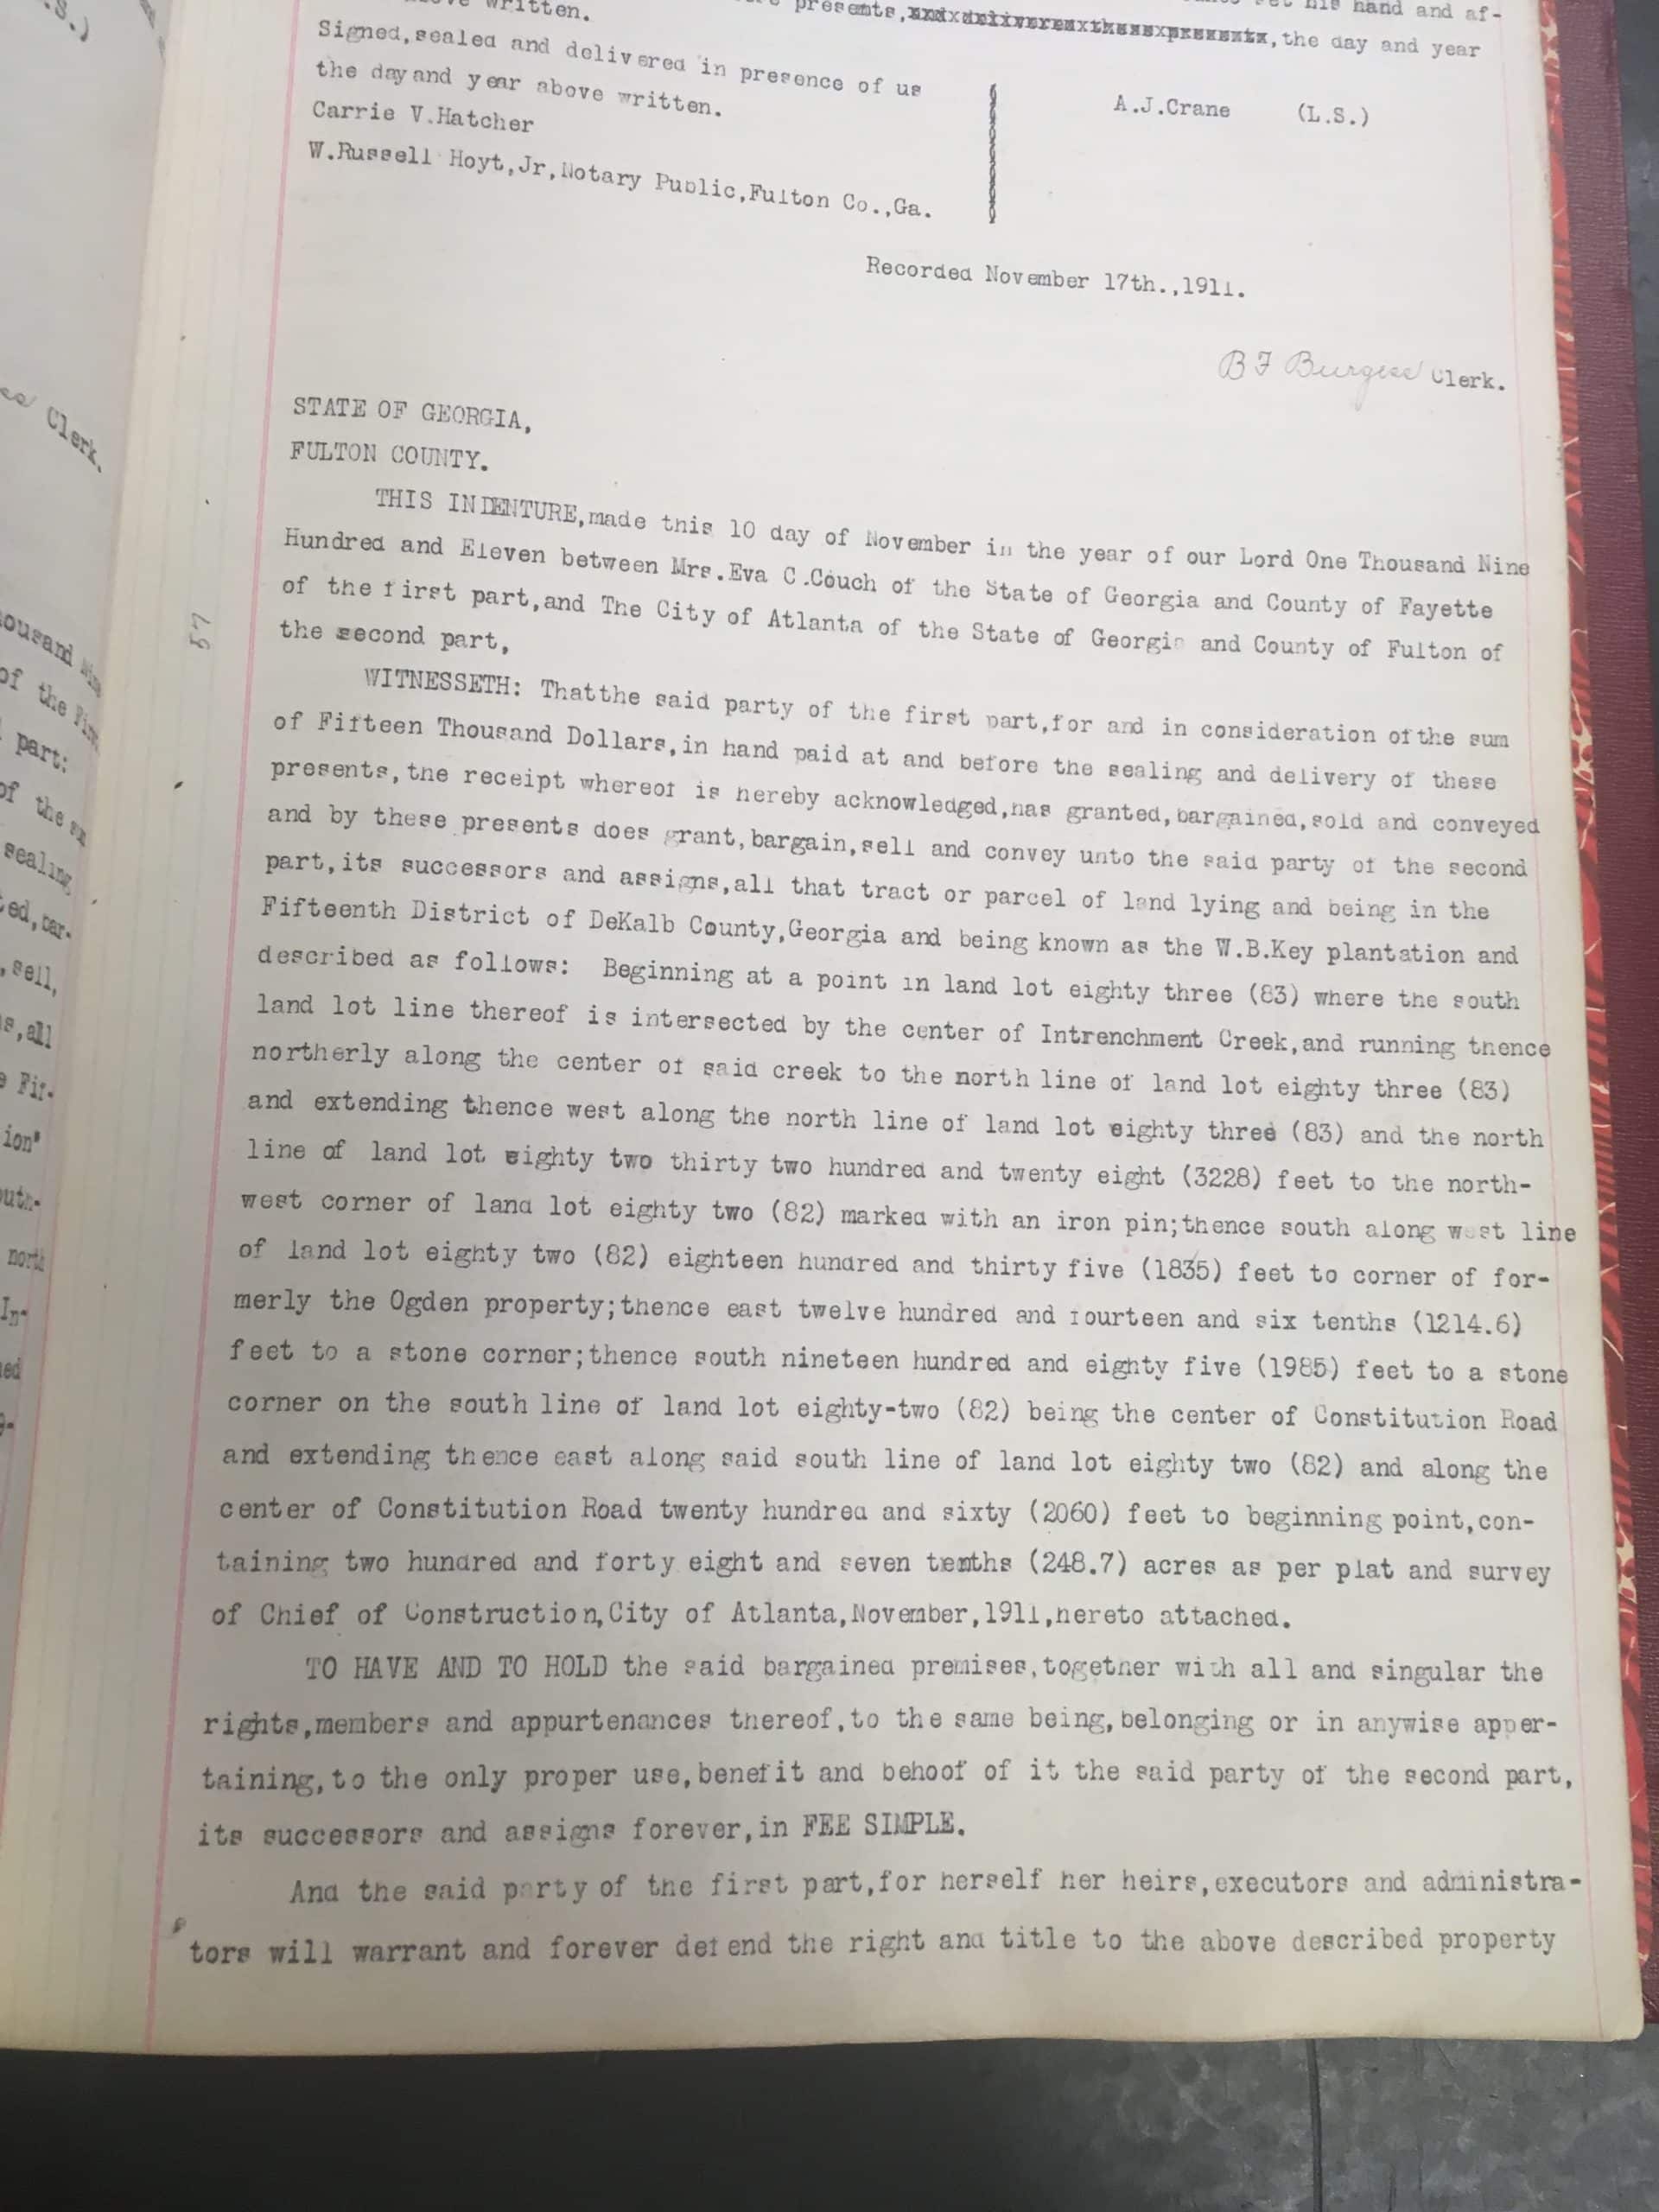 written.
presents, the day and year
his hand and af-
Signed,sealed and delivered in presence of us
the day and year above written.
Carrie V.Hatcher
W.Russell Hoyt,Jr,Notary Public,Fulton Co.,Ga.
A.J.Crane (L.S.)
Recorded November 17th.,1911.
B F Burgess Clerk.
STATE OF GEORGIA,
FULTON COUNTY.
THIS INDENTURE,made this 10 day of November in the year of our Lord One Thousand Nine
Hundred and Eleven between Mrs.Eva C.Couch of the State of Georgia and County of Fayette
of the first part,and The City of Atlanta of the State of Georgia and County of Fulton of
the second part,
WITNESSETH: Thatthe said party of the first part,for and in consideration of the sum
of Fifteen Thousand Dollars,in hand paid at and before the sealing and delivery of these
presents,the receipt whereof is hereby acknowledged,has granted,bargained,sold and conveyed
and by these presents does grant,bargain,sell and convey unto the said party of the second
part,its successors and assigns,all that tract or parcel of land lying and being in the
Fifteenth District of DeKalb County,Georgia and being known as the W.B.Key plantation and
described as follows: Beginning at a point in land lot eighty three (83) where the south
land lot line thereof is intersected by the center of Intrenchment Creek,and running thence
northerly along the center of said creek to the north line of land lot eighty three (83)
and extending thence west along the north line of land lot eighty three (83) and the north
line of land lot eighty two thirty two hundred and twenty eight (3228) feet to the north-
west corner of land lot eighty two (82) marked with an iron pin;thence south along west line
of land lot eighty two (82) eighteen hundred and thirty five (1835) feet to corner of for-
merly the Ogden property;thence east twelve hundred and fourteen and six tenths (1214.6)
feet to a stone corner;thence south nineteen hundred and eighty five (1985) feet to a stone
corner on the south line of land lot eighty-two (82) being the center of Constitution Road
and extending thence east along said south line of land lot eighty two (82) and along the
center of Constitution Road twenty hundred and sixty (2060) feet to beginning point,con-
taining two hundred and forty eight and seven tenths (248.7) acres as per plat and survey
of Chief of Construction,City of Atlanta,November,1911,hereto attached.
TO HAVE AND TO HOLD the said bargained premises,together with all and singular the
rights,members and appurtenances thereof,to the same being,belonging or in anywise apper-
taining,to the only proper use,benefit and behoof of it the said party of the second part,
its successors and assigns forever,in FEE SIMPLE.
And the said party of the first part,for herself her heirs,executors and administra-
tors will warrant and forever defend the right and title to the above described property
Clerk.
of the
part:
of the
sealing
sell,
all
ion"
north
In-